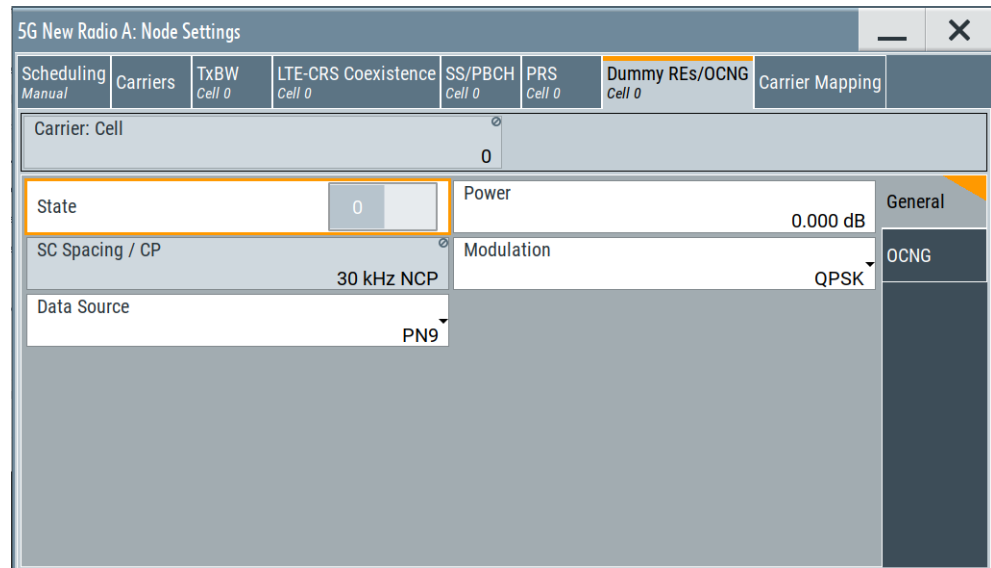 5G New Radio A: Node Settings
Scheduling
Manual
Carriers
TxBW
Cell 0
LTE-CRS Coexistence
Cell 0
SS/PBCH
Cell 0
PRS
Cell 0
Dummy REs/OCNG
Cell 0
Carrier Mapping
Carrier: Cell
0
State
0
Power
0.000 dB
General
SC Spacing / CP
30 kHz NCP
Modulation
QPSK
OCNG
Data Source
PN9